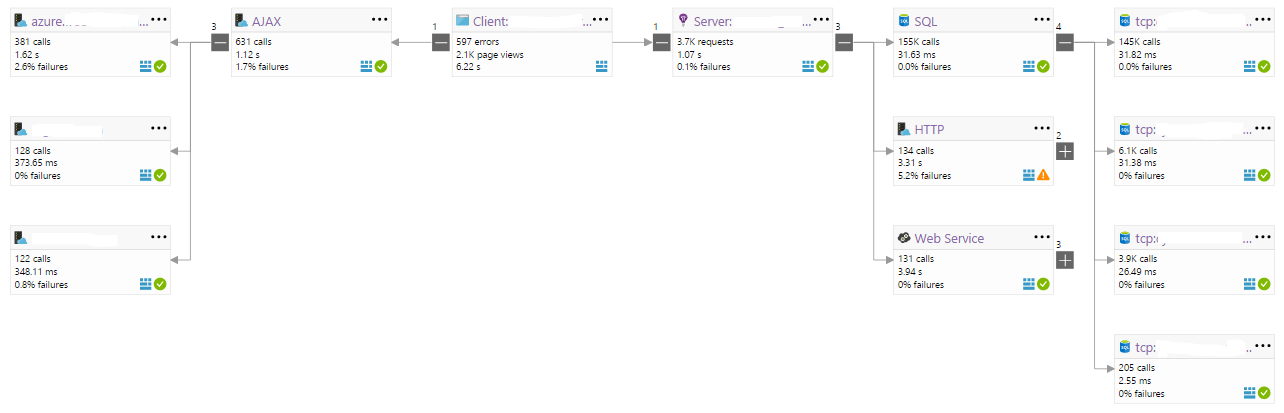 azure. ...
381 calls
1.62 s
2.6% failures
3
AJAX
631 calls
1.12 s
1.7% failures
1
Client:
...
597 errors
2.1K page views
6.22 s
1
Server:
...
3.7K requests
1.07 s
0.1% failures
3
SQL
155K calls
31.63 ms
0.0% failures
4
tcp:
...
145K calls
31.82 ms
0.0% failures
128 calls
373.65 ms
0% failures
HTTP
134 calls
3.31 s
5.2% failures
2
tcp:
...
6.1K calls
31.38 ms
0% failures
122 calls
348.11 ms
0.8% failures
Web Service
131 calls
3.94 s
0% failures
3
tcp:
...
3.9K calls
26.49 ms
0% failures
tcp:
..
205 calls
2.55 ms
0% failures